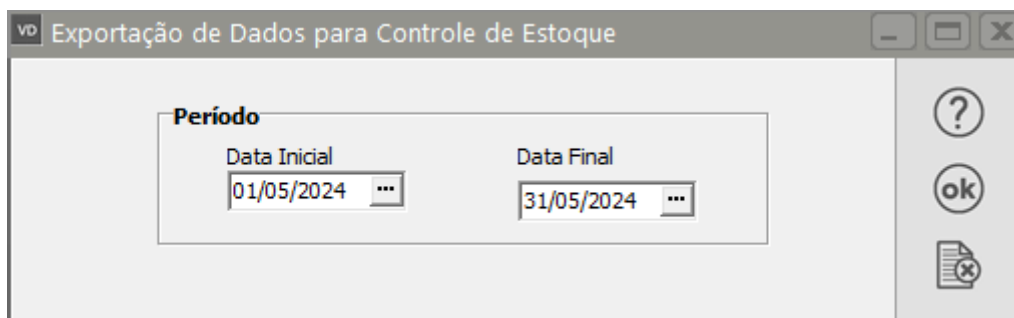 VD Exportação de Dados para Controle de Estoque
Período
Data Inicial Data Final
01/05/2024 ... 31/05/2024 ...
?
ok